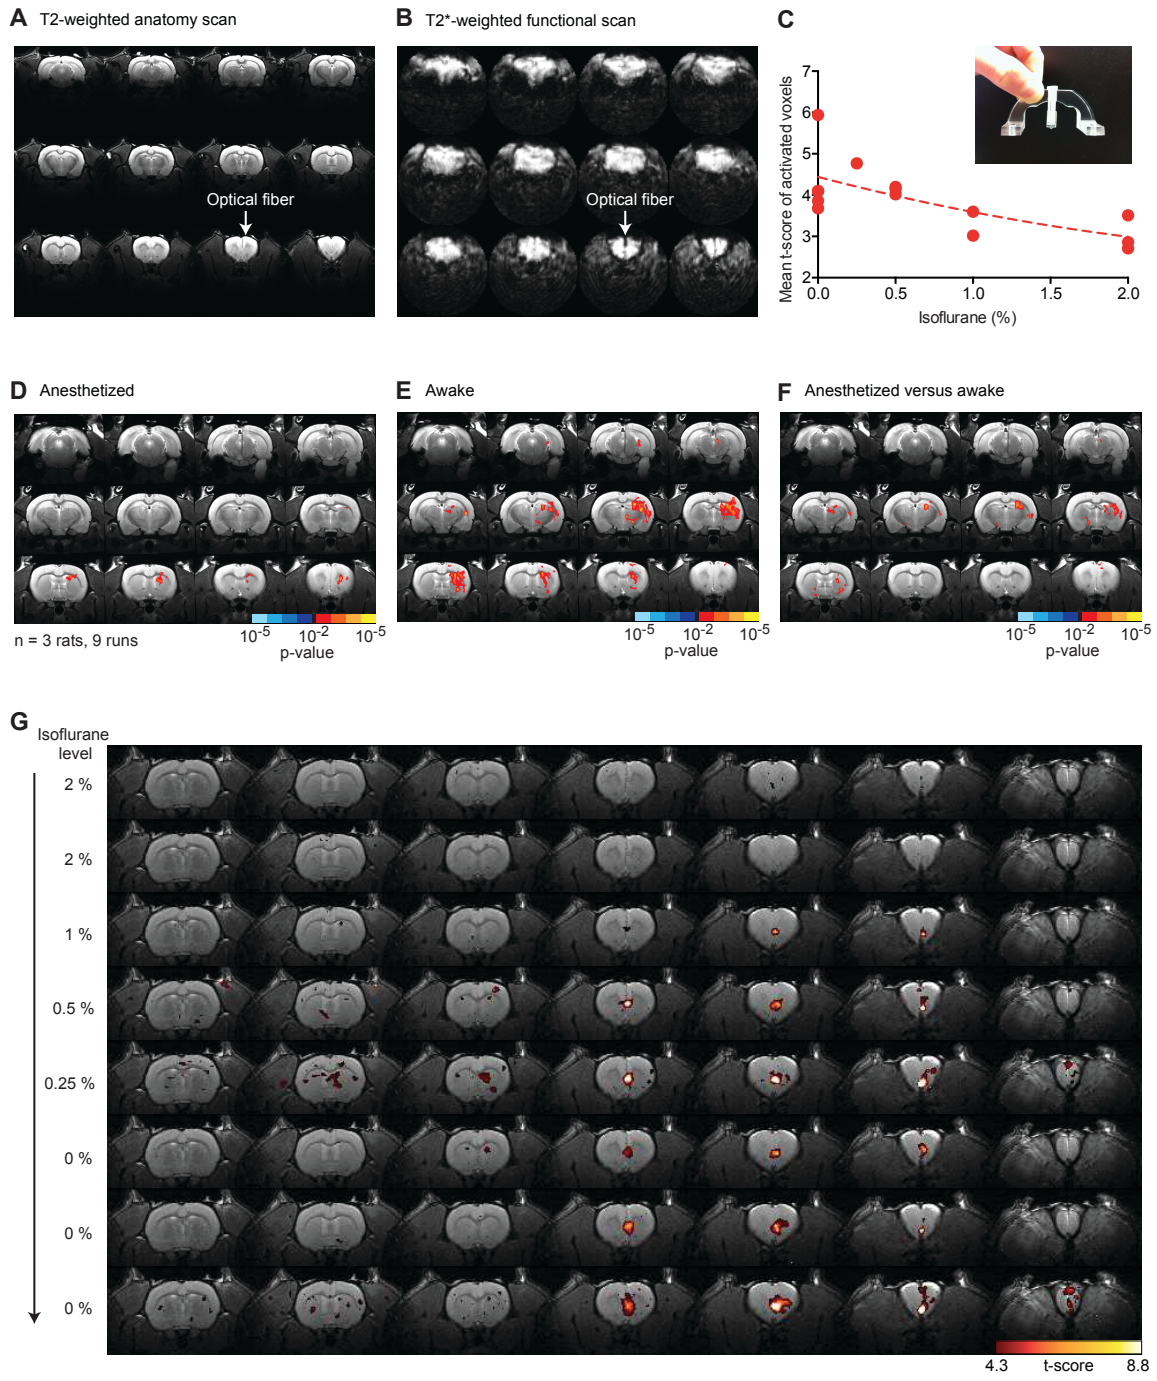 A T2-weighted anatomy scan
Optical fiber
B T2*-weighted functional scan
Optical fiber
C
Mean t-score of activated voxels
7
6
5
4
3
2
0.0 0.5 1.0 1.5 2.0
Isoflurane (%)
D Anesthetized
10-5 10-2 10-5
p-value
n = 3 rats, 9 runs
E Awake
10-5 10-2 10-5
p-value
F Anesthetized versus awake
10-5 10-2 10-5
p-value
G
Isoflurane
level
2 %
2 %
1 %
0.5 %
0.25 %
0 %
0 %
0 %
4.3 t-score 8.8